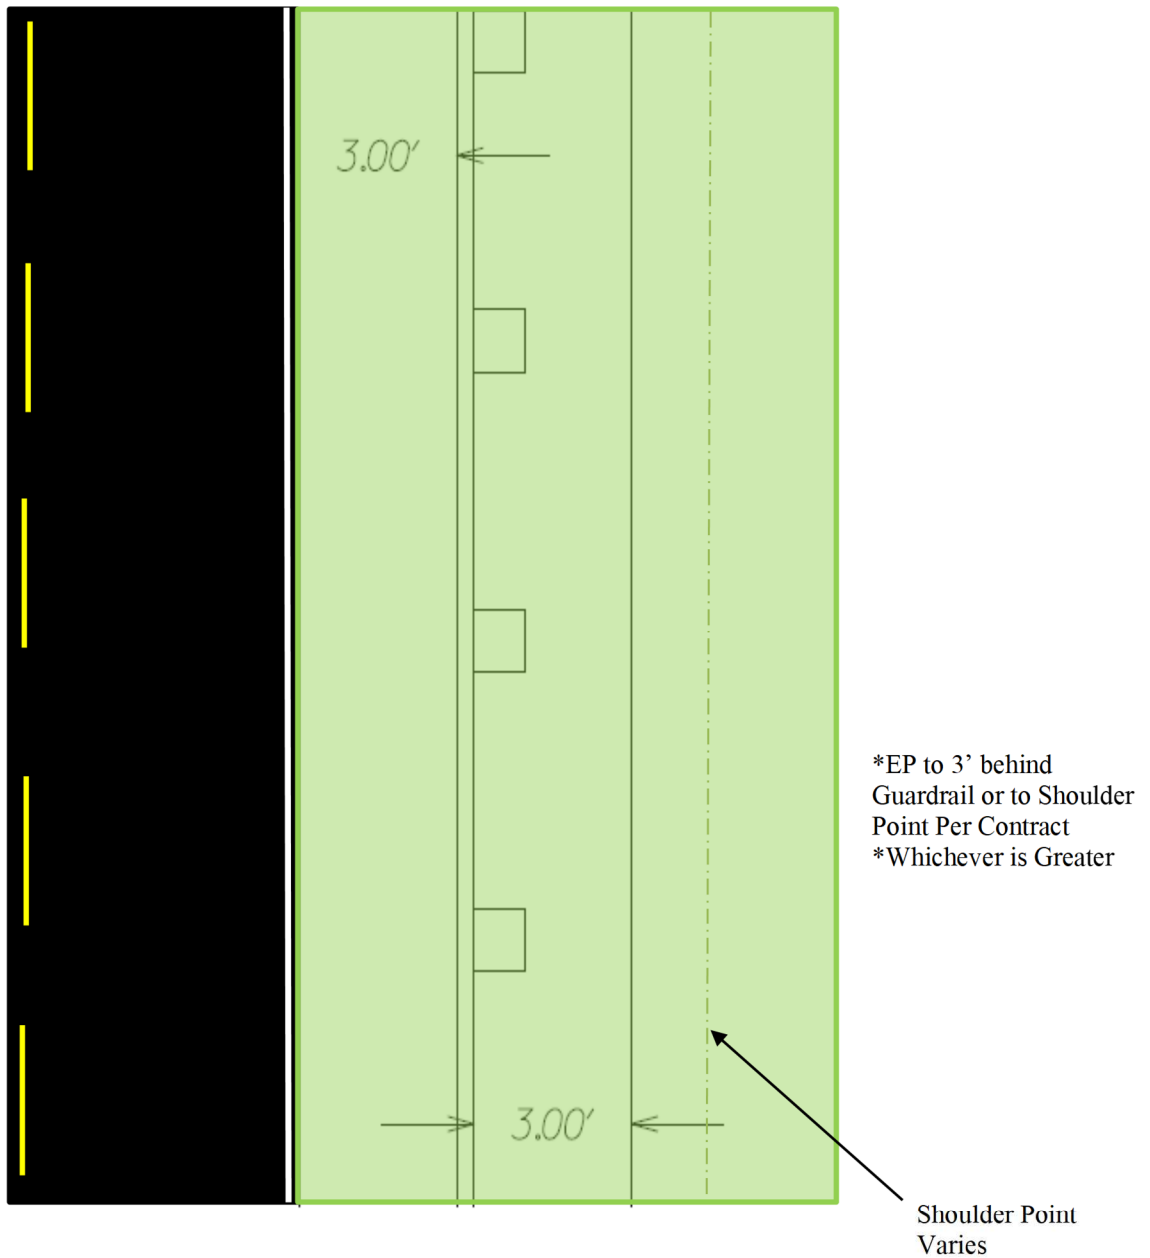 3.00'
*EP to 3’ behind
Guardrail or to Shoulder
Point Per Contract
*Whichever is Greater
3.00'
Shoulder Point
Varies